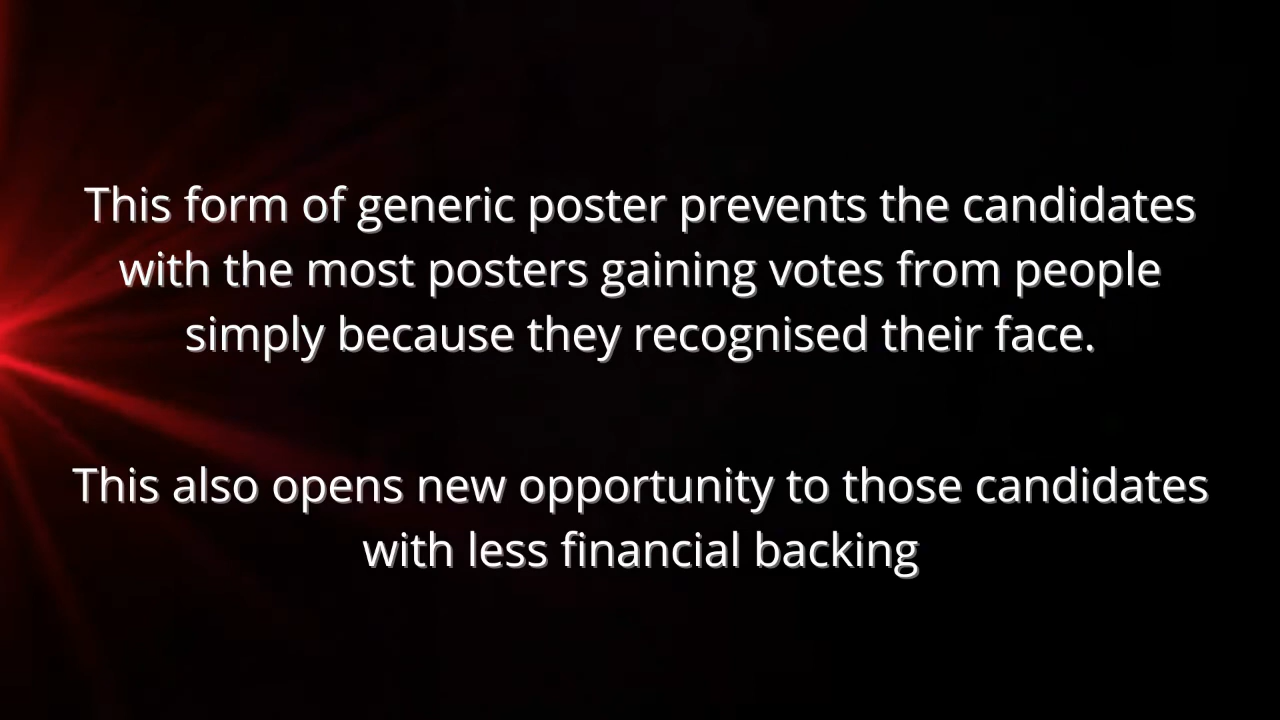 This form of generic poster prevents the candidates
with the most posters gaining votes from people
simply because they recognised their face.
This also opens new opportunity to those candidates
with less financial backing